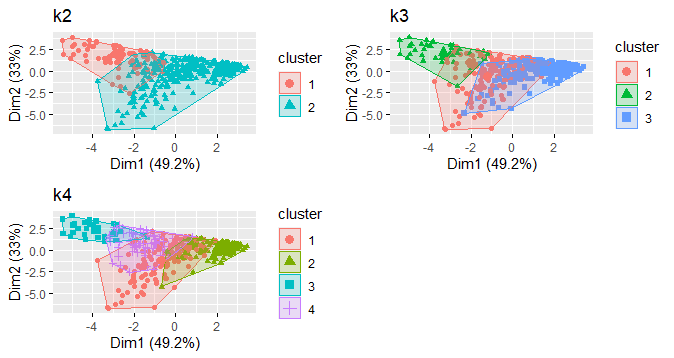 k2
Dim2 (33%)
2.5
0.0
-2.5
-5.0
-4
-2
0
2
Dim1 (49.2%)
cluster
1
2
k3
Dim2 (33%)
2.5
0.0
-2.5
-5.0
-4
-2
0
2
Dim1 (49.2%)
cluster
1
2
3
k4
Dim2 (33%)
2.5
0.0
-2.5
-5.0
-4
-2
0
2
Dim1 (49.2%)
cluster
1
2
3
4